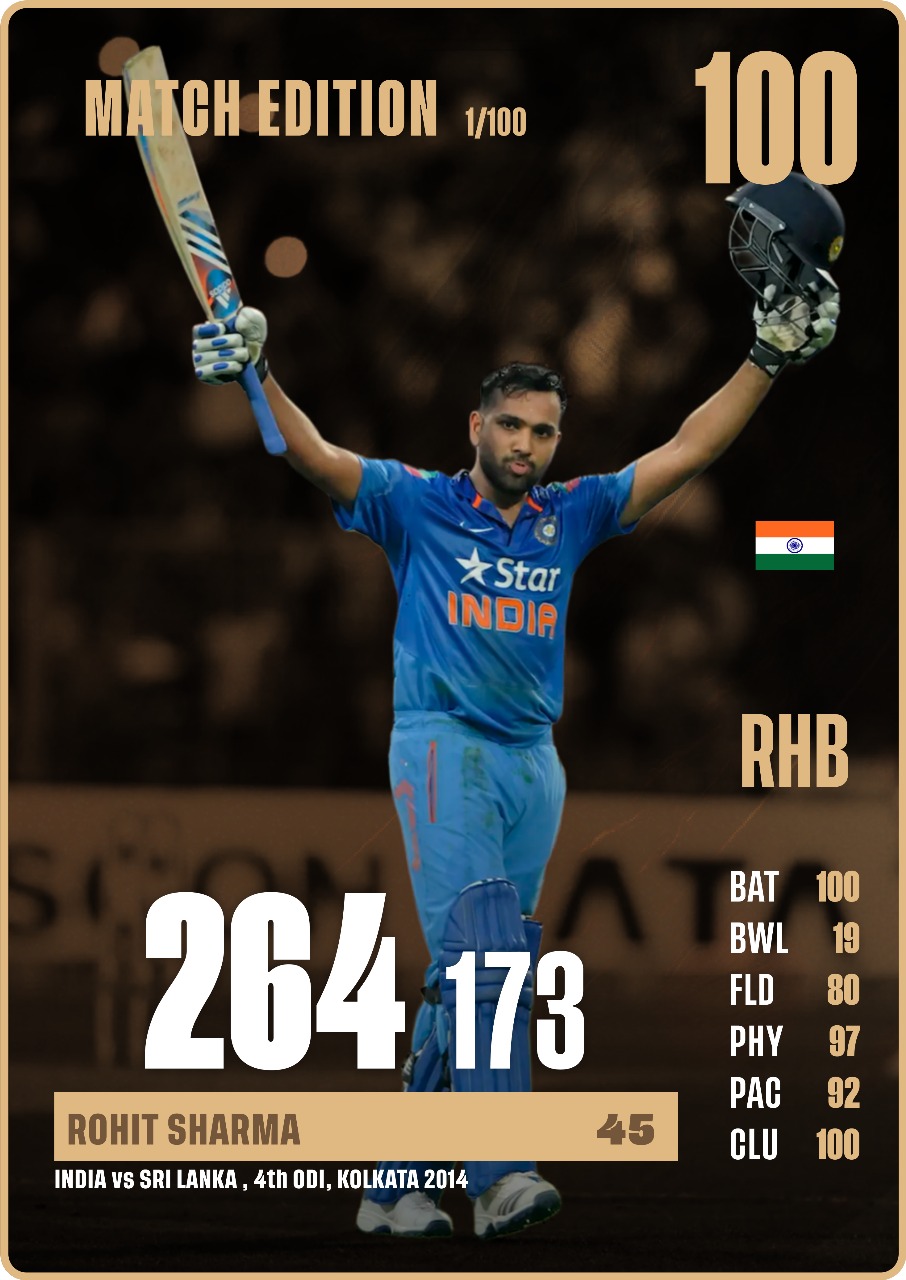 MATCH EDITION 1/100
100
Star
INDIA
RHB
BAT 100
BWL 19
FLD 80
PHY 97
PAC 92
CLU 100
264 173
ROHIT SHARMA 45
INDIA vs SRI LANKA , 4th ODI, KOLKATA 2014